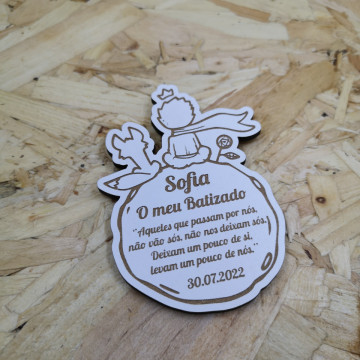 Sofia
O meu Batizado
"Aqueles que passam por nós,
não vão sós, não nos deixam sós.
Deixam um pouco de si,
levam um pouco de nós."
30.07.2022